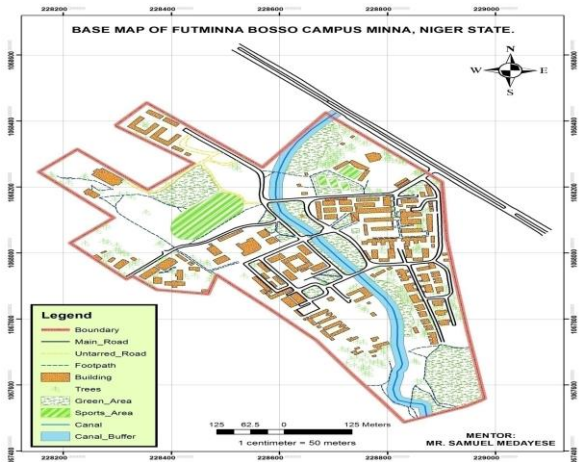 228200 228400 228600 228800 229000
BASE MAP OF FUTMINNA BOSSO CAMPUS MINNA, NIGER STATE.
N
W E
S
Legend
Boundary
Main_Road
Untarred_Road
Footpath
Building
Trees
Green_Area
Sports_Area
Canal
Canal_Buffer
125 62.5 0 125 Meters
1 centimeter = 50 meters
MENTOR:
MR. SAMUEL MEDAYESE
228200 228400 228600 228800 229000